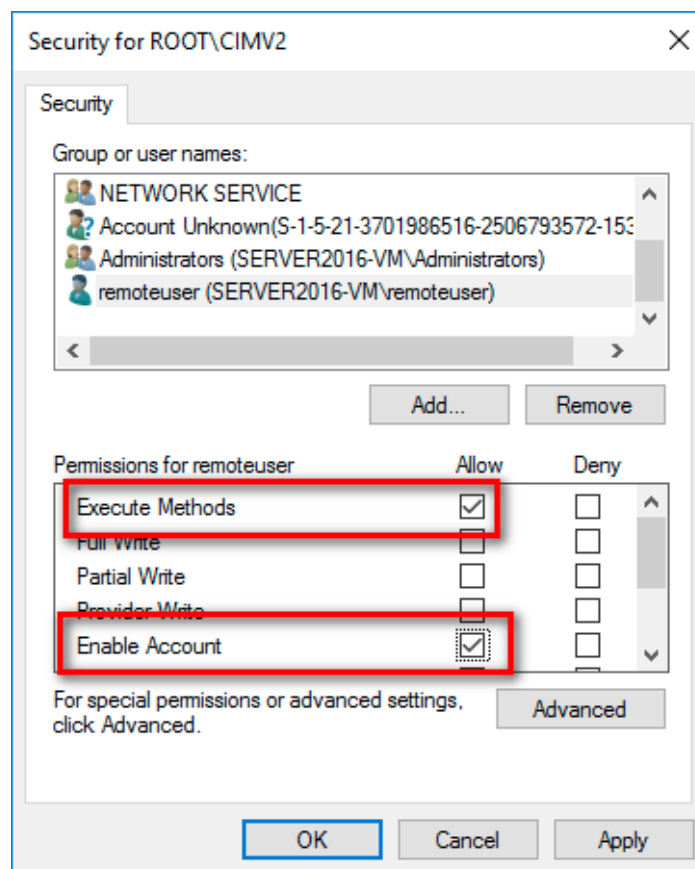 Security for ROOT\CIMV2
Security
Group or user names:
NETWORK SERVICE
Account Unknown(S-1-5-21-3701986516-2506793572-153
Administrators (SERVER2016-VM\Administrators)
remoteuser (SERVER2016-VM\remoteuser)
Add... Remove
Permissions for remoteuser Allow Deny
Execute Methods
Full Write
Partial Write
Provider Write
Enable Account
For special permissions or advanced settings,
click Advanced.
Advanced
OK Cancel Apply